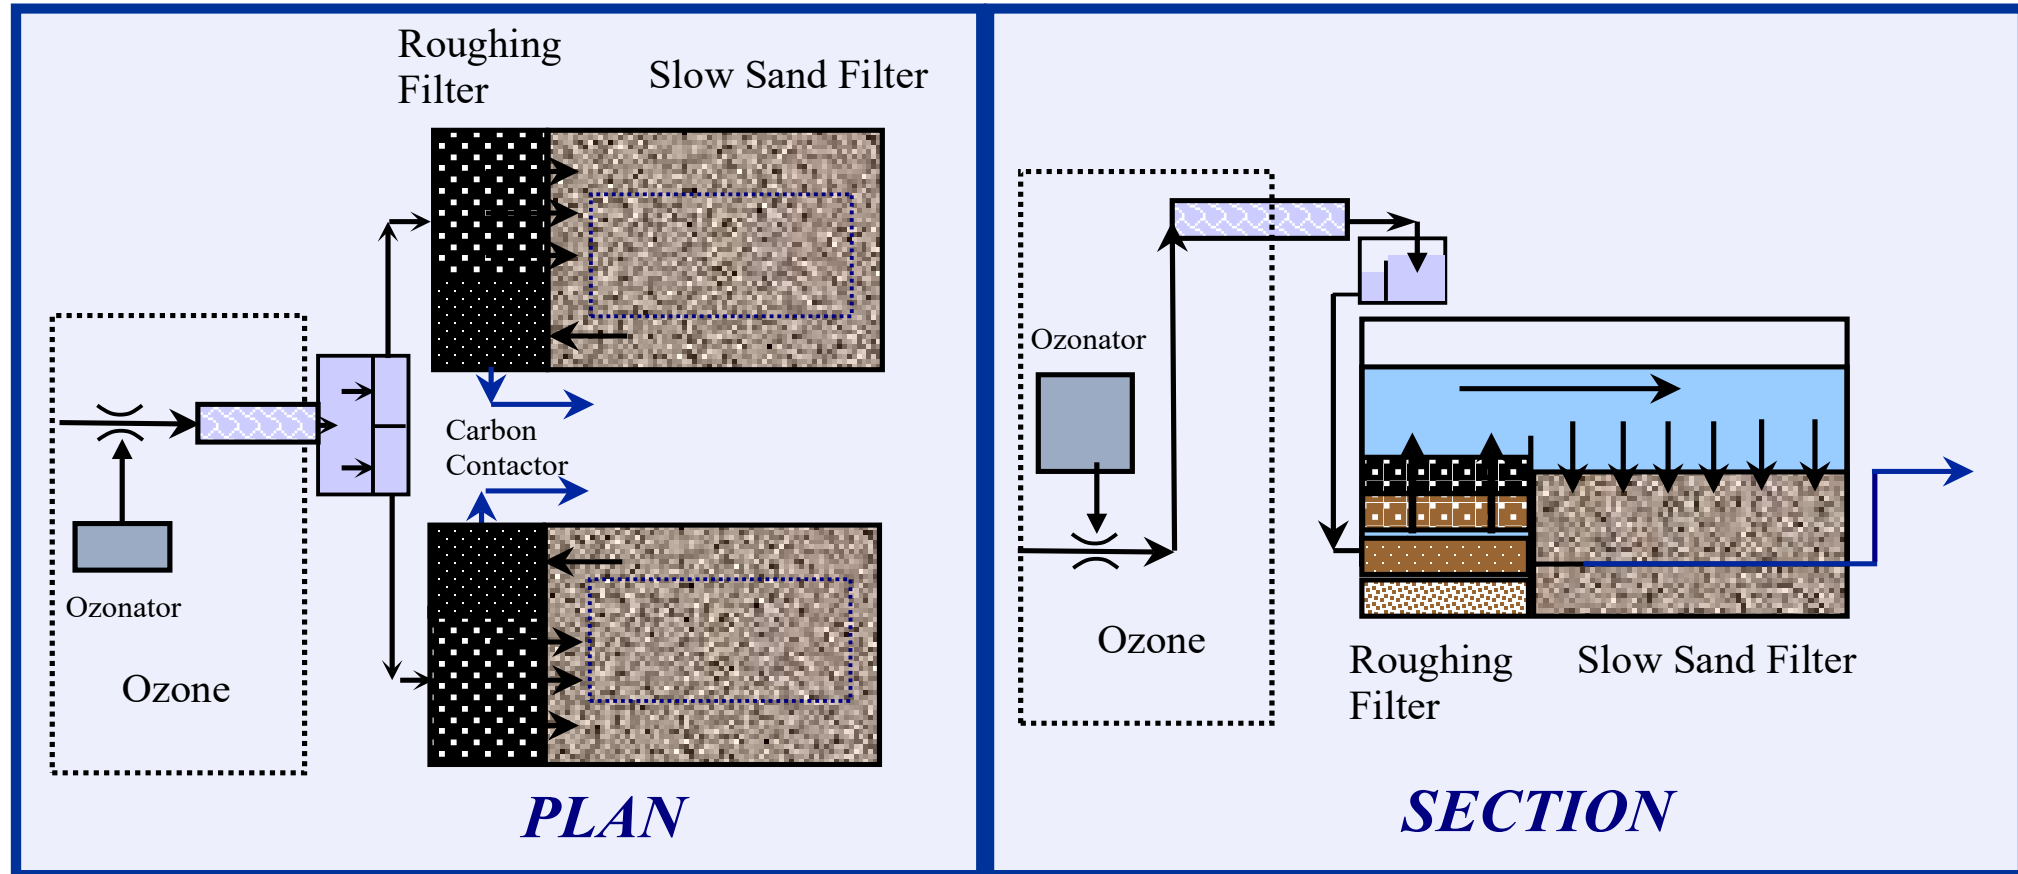 Roughing
Filter
Slow Sand Filter
Carbon
Contactor
Ozonator
Ozone
PLAN
Ozonator
Ozone
Roughing
Filter
Slow Sand Filter
SECTION